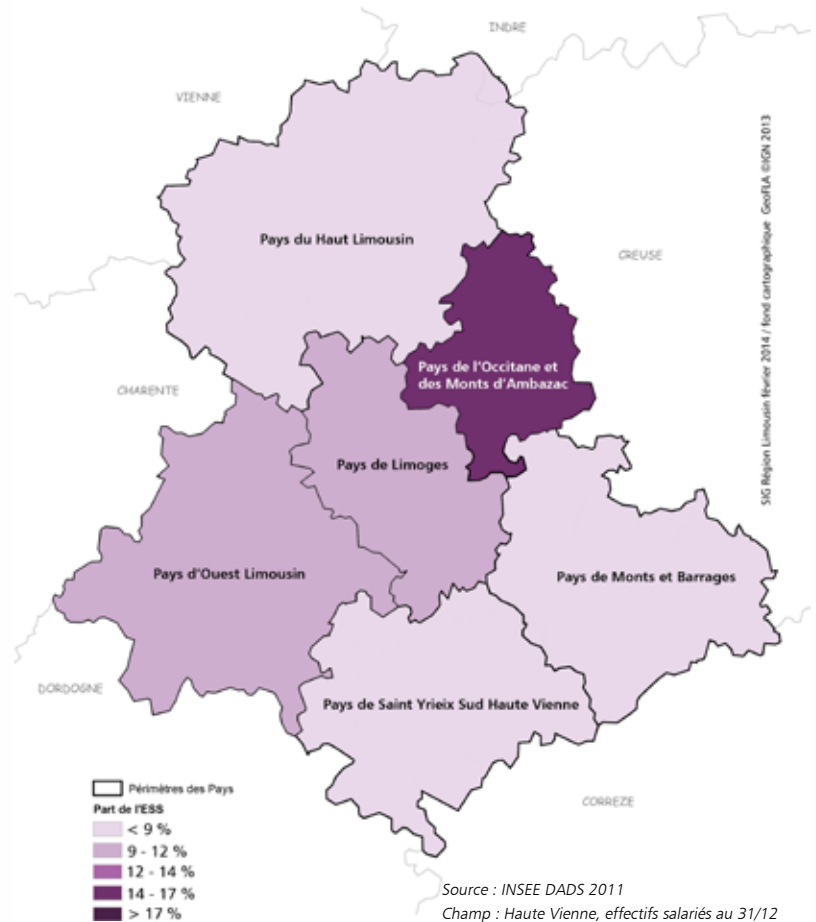 INDRE
VIENNE
SIG Région Limousin février 2014 / fond cartographique GeoFLA ©IGN 2013
Pays du Haut Limousin
CREUSE
Pays de l'Occitane et
des Monts d'Ambazac
CHARENTE
Pays de Limoges
Pays d'Ouest Limousin
Pays de Monts et Barrages
DORDOGNE
Pays de Saint Yrieix Sud Haute Vienne
CORREZE
Périmètres des Pays
Part de l'ESS
< 9 %
9 - 12 %
12 - 14 %
14 - 17 %
> 17 %
Source : INSEE DADS 2011
Champ : Haute Vienne, effectifs salariés au 31/12